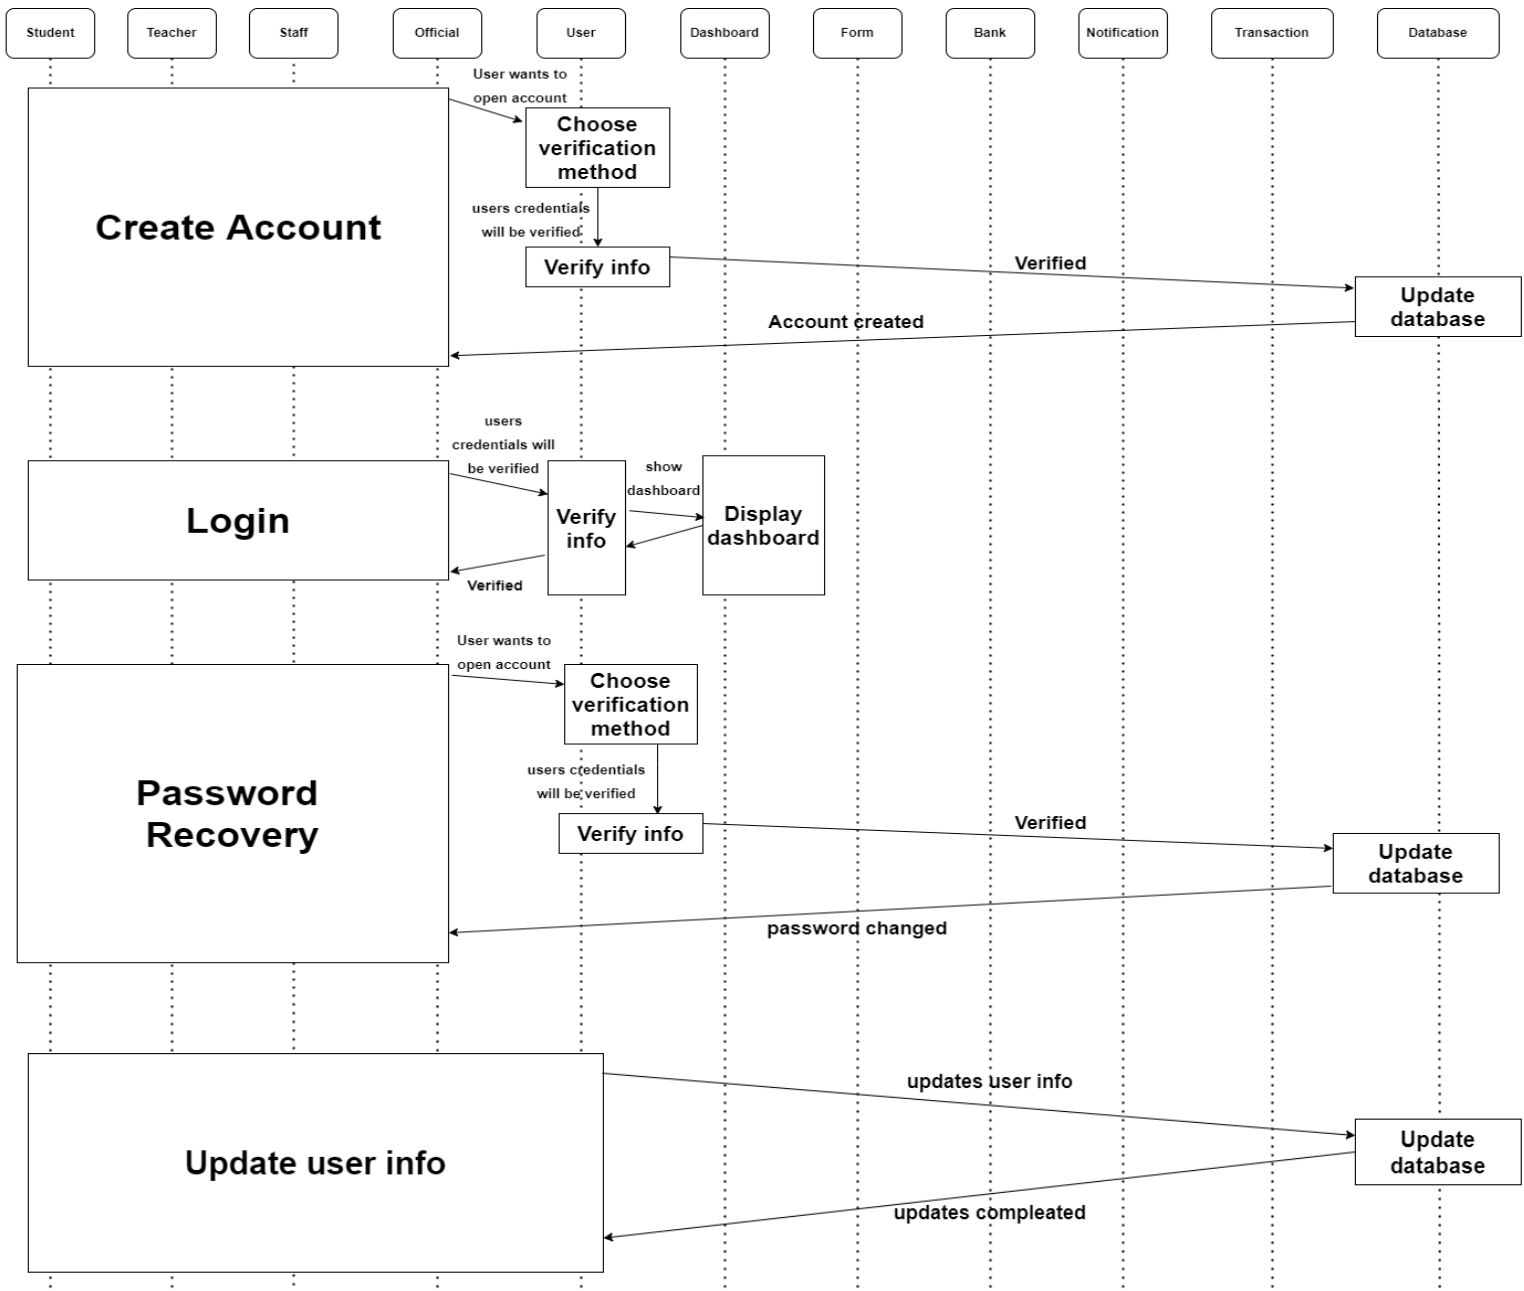 Student
Teacher
Staff
Official
User
Dashboard
Form
Bank
Notification
Transaction
Database
User wants to
open account
Choose
verification
method
Create Account
users credentials
will be verified
Verify info
Verified
Update
database
Account created
users
credentials will
be verified
show
dashboard
Login
Verify
info
Display
dashboard
Verified
User wants to
open account
Choose
verification
method
Password
Recovery
users credentials
will be verified
Verify info
Verified
Update
database
password changed
updates user info
Update user info
Update
database
updates compleated